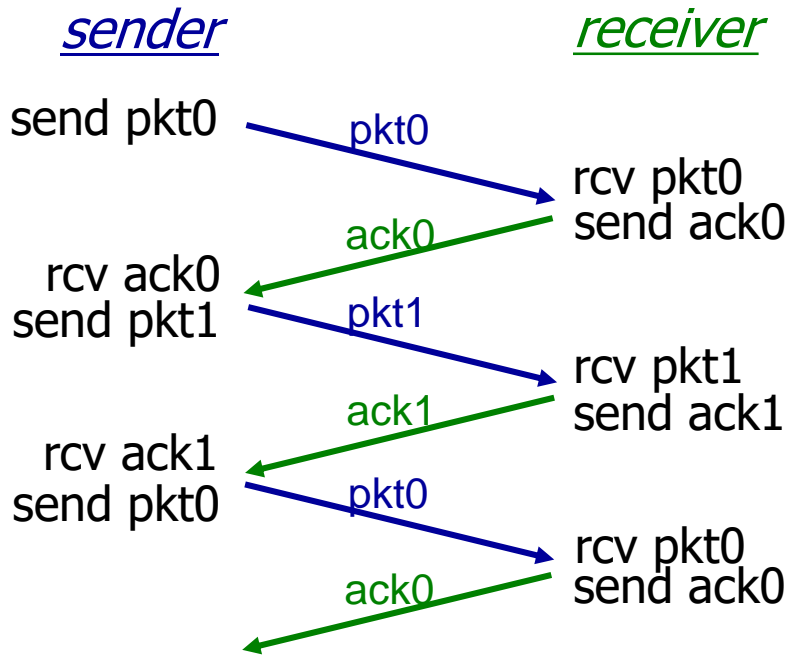 sender
receiver
send pkt0
pkt0
rcv pkt0
send ack0
ack0
rcv ack0
send pkt1
pkt1
rcv pkt1
send ack1
ack1
rcv ack1
send pkt0
pkt0
rcv pkt0
send ack0
ack0